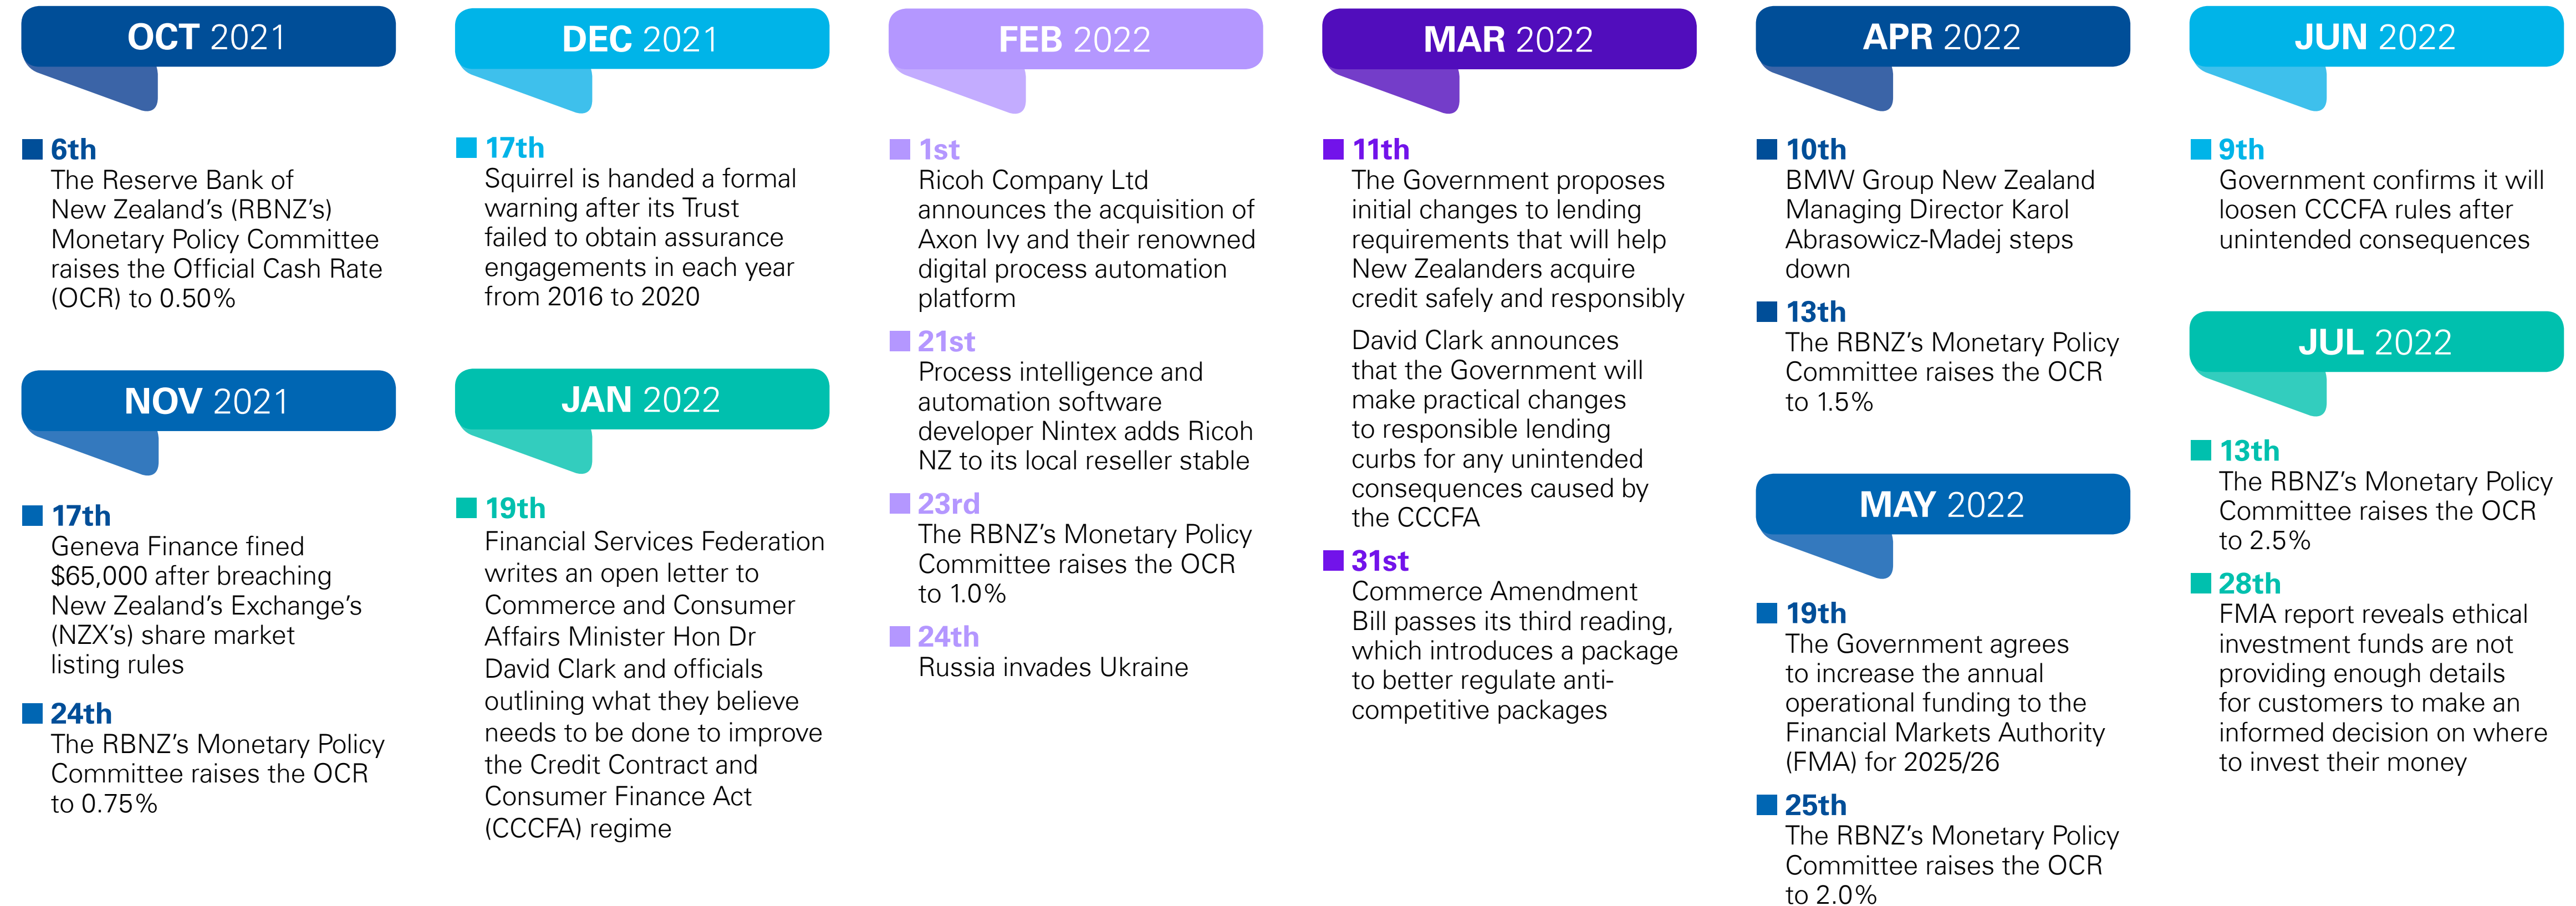 OCT 2021
6th
The Reserve Bank of
New Zealand’s (RBNZ’s)
Monetary Policy Committee
raises the Official Cash Rate
(OCR) to 0.50%
NOV 2021
17th
Geneva Finance fined
$65,000 after breaching
New Zealand’s Exchange’s
(NZX’s) share market
listing rules
24th
The RBNZ’s Monetary Policy
Committee raises the OCR
to 0.75%
DEC 2021
17th
Squirrel is handed a formal
warning after its Trust
failed to obtain assurance
engagements in each year
from 2016 to 2020
JAN 2022
19th
Financial Services Federation
writes an open letter to
Commerce and Consumer
Affairs Minister Hon Dr
David Clark and officials
outlining what they believe
needs to be done to improve
the Credit Contract and
Consumer Finance Act
(CCCFA) regime
FEB 2022
1st
Ricoh Company Ltd
announces the acquisition of
Axon Ivy and their renowned
digital process automation
platform
21st
Process intelligence and
automation software
developer Nintex adds Ricoh
NZ to its local reseller stable
23rd
The RBNZ’s Monetary Policy
Committee raises the OCR
to 1.0%
24th
Russia invades Ukraine
MAR 2022
11th
The Government proposes
initial changes to lending
requirements that will help
New Zealanders acquire
credit safely and responsibly
David Clark announces
that the Government will
make practical changes
to responsible lending
curbs for any unintended
consequences caused by
the CCCFA
31st
Commerce Amendment
Bill passes its third reading,
which introduces a package
to better regulate anti-
competitive packages
APR 2022
10th
BMW Group New Zealand
Managing Director Karol
Abrasowicz-Madej steps
down
13th
The RBNZ’s Monetary Policy
Committee raises the OCR
to 1.5%
MAY 2022
19th
The Government agrees
to increase the annual
operational funding to the
Financial Markets Authority
(FMA) for 2025/26
25th
The RBNZ’s Monetary Policy
Committee raises the OCR
to 2.0%
JUN 2022
9th
Government confirms it will
loosen CCCFA rules after
unintended consequences
JUL 2022
13th
The RBNZ’s Monetary Policy
Committee raises the OCR
to 2.5%
28th
FMA report reveals ethical
investment funds are not
providing enough details
for customers to make an
informed decision on where
to invest their money